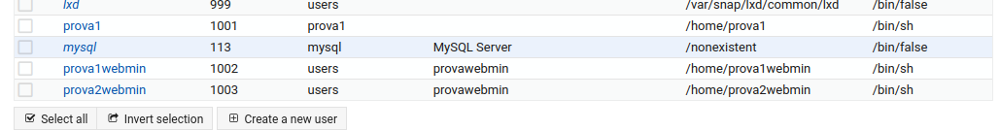 lxd 999 users /var/snap/lxd/common/lxd /bin/false
prova1 1001 prova1 /home/prova1 /bin/sh
mysql 113 mysql MySQL Server /nonexistent /bin/false
prova1webmin 1002 users provawebmin /home/prova1webmin /bin/sh
prova2webmin 1003 users provawebmin /home/prova2webmin /bin/sh
Select all Invert selection Create a new user